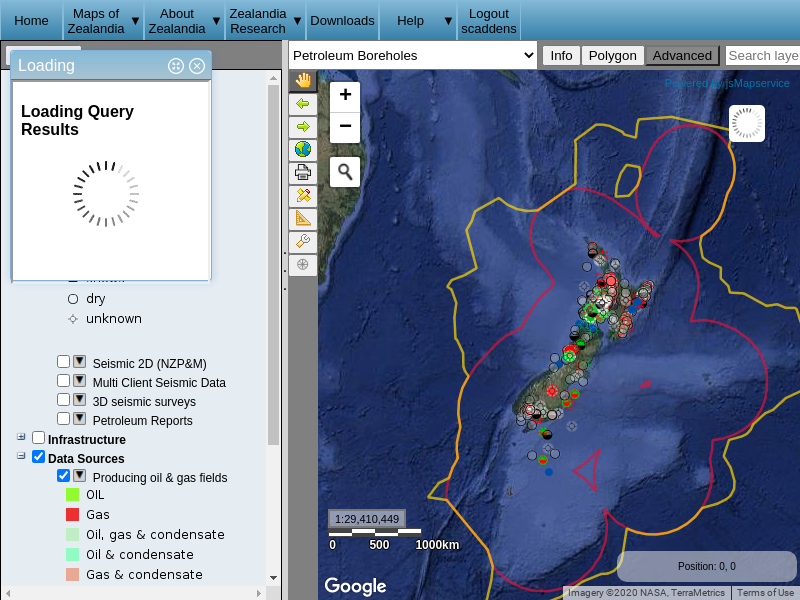 Home
Maps of
Zealandia ▼
About
Zealandia ▼
Zealandia
Research ▼
Downloads
Help ▼
Logout
scaddens
Loading
Petroleum Boreholes
Info
Polygon
Advanced
Search laye
Powered by jsMapservice
Loading Query
Results
+
−
dry
unknown
Seismic 2D (NZP&M)
Multi Client Seismic Data
3D seismic surveys
Petroleum Reports
Infrastructure
Data Sources
Producing oil & gas fields
OIL
Gas
Oil, gas & condensate
Oil & condensate
Gas & condensate
1:29,410,449
0 500 1000km
Position: 0, 0
Google
Imagery ©2020 NASA, TerraMetrics
Terms of Use